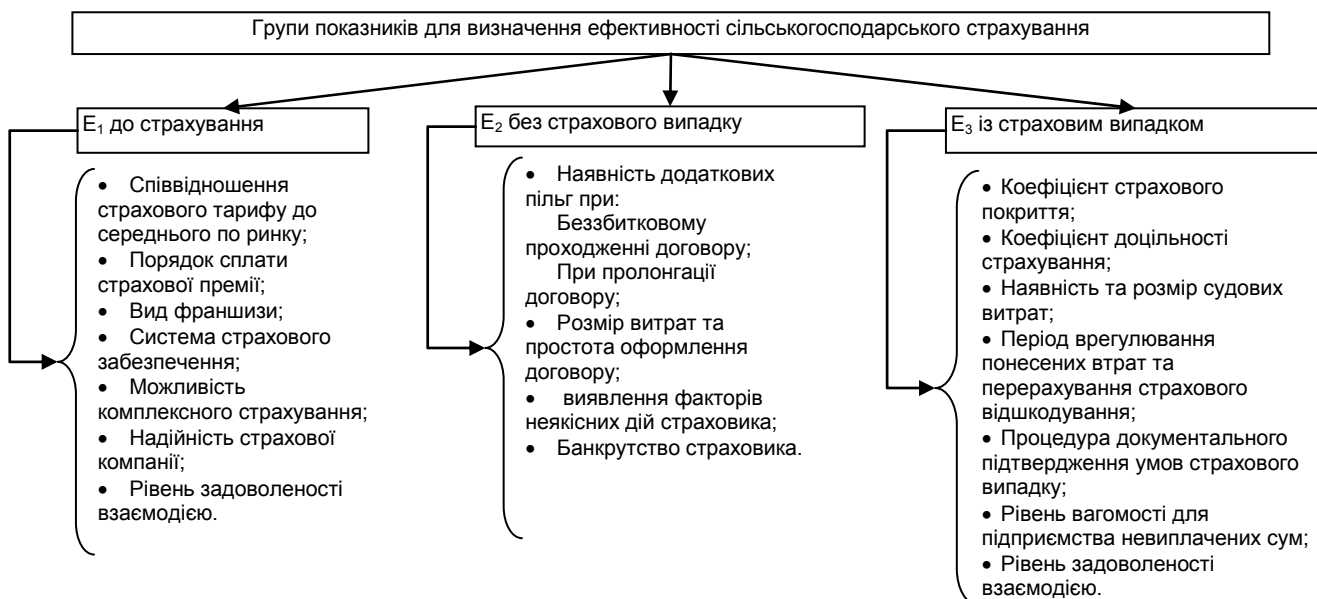 Групи показників для визначення ефективності сільськогосподарського страхування
E₁ до страхування
• Співвідношення
страхового тарифу до
середнього по ринку;
• Порядок сплати
страхової премії;
• Вид франшизи;
• Система страхового
забезпечення;
• Можливість
комплексного страхування;
• Надійність страхової
компанії;
• Рівень задоволеності
взаємодією.
E₂ без страхового випадку
• Наявність додаткових
пільг при:
Беззбитковому
проходженні договору;
При пролонгації
договору;
• Розмір витрат та
простота оформлення
договору;
• виявлення факторів
неякісних дій страховика;
• Банкрутство страховика.
E₃ із страховим випадком
• Коефіцієнт страхового
покриття;
• Коефіцієнт доцільності
страхування;
• Наявність та розмір судових
витрат;
• Період врегулювання
понесених втрат та
перерахування страхового
відшкодування;
• Процедура документального
підтвердження умов страхового
випадку;
• Рівень вагомості для
підприємства невиплачених сум;
• Рівень задоволеності
взаємодією.